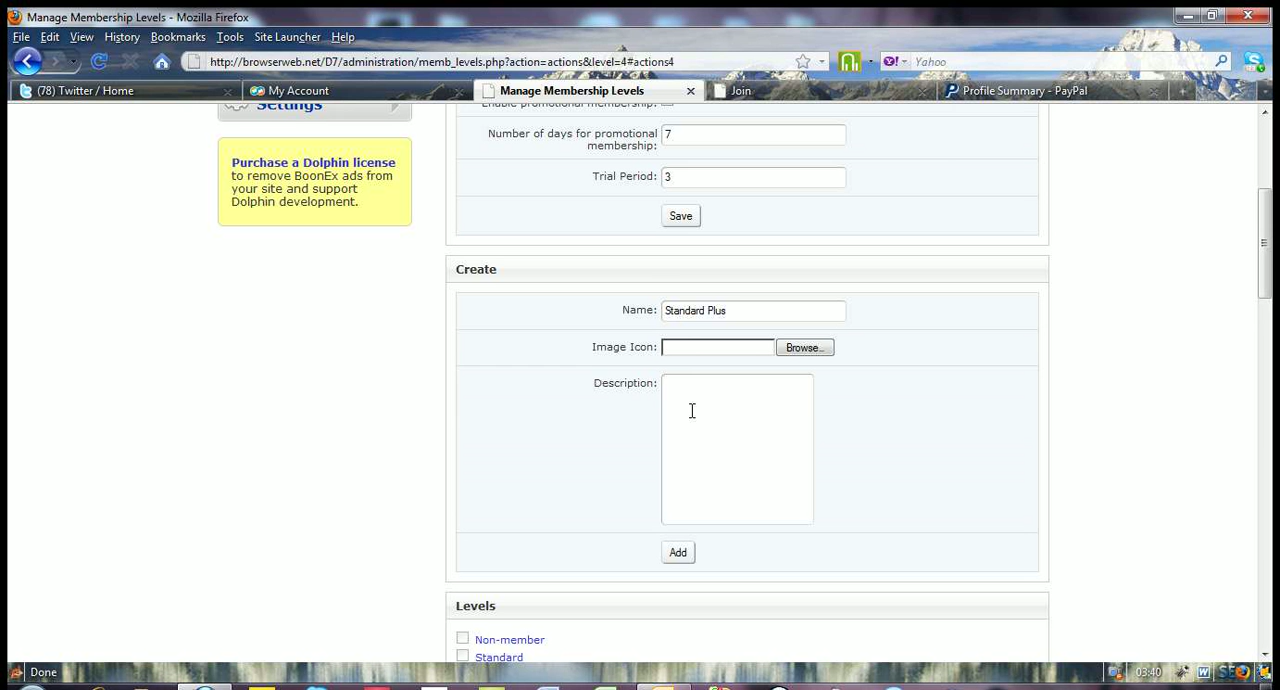 Manage Membership Levels - Mozilla Firefox
File Edit View History Bookmarks Tools Site Launcher Help
http://browserweb.net/D7/administration/memb_levels.php?action=actions&level=4#actions4
Yahoo
(78) Twitter / Home
My Account
Manage Membership Levels
Join
Profile Summary - PayPal
Settings
Enable promotional membership:
Purchase a Dolphin license
to remove BoonEx ads from
your site and support
Dolphin development.
Number of days for promotional
membership:
7
Trial Period: 3
Save
Create
Name: Standard Plus
Image Icon: Browse...
Description:
Add
Levels
Non-member
Standard
Done
03:40